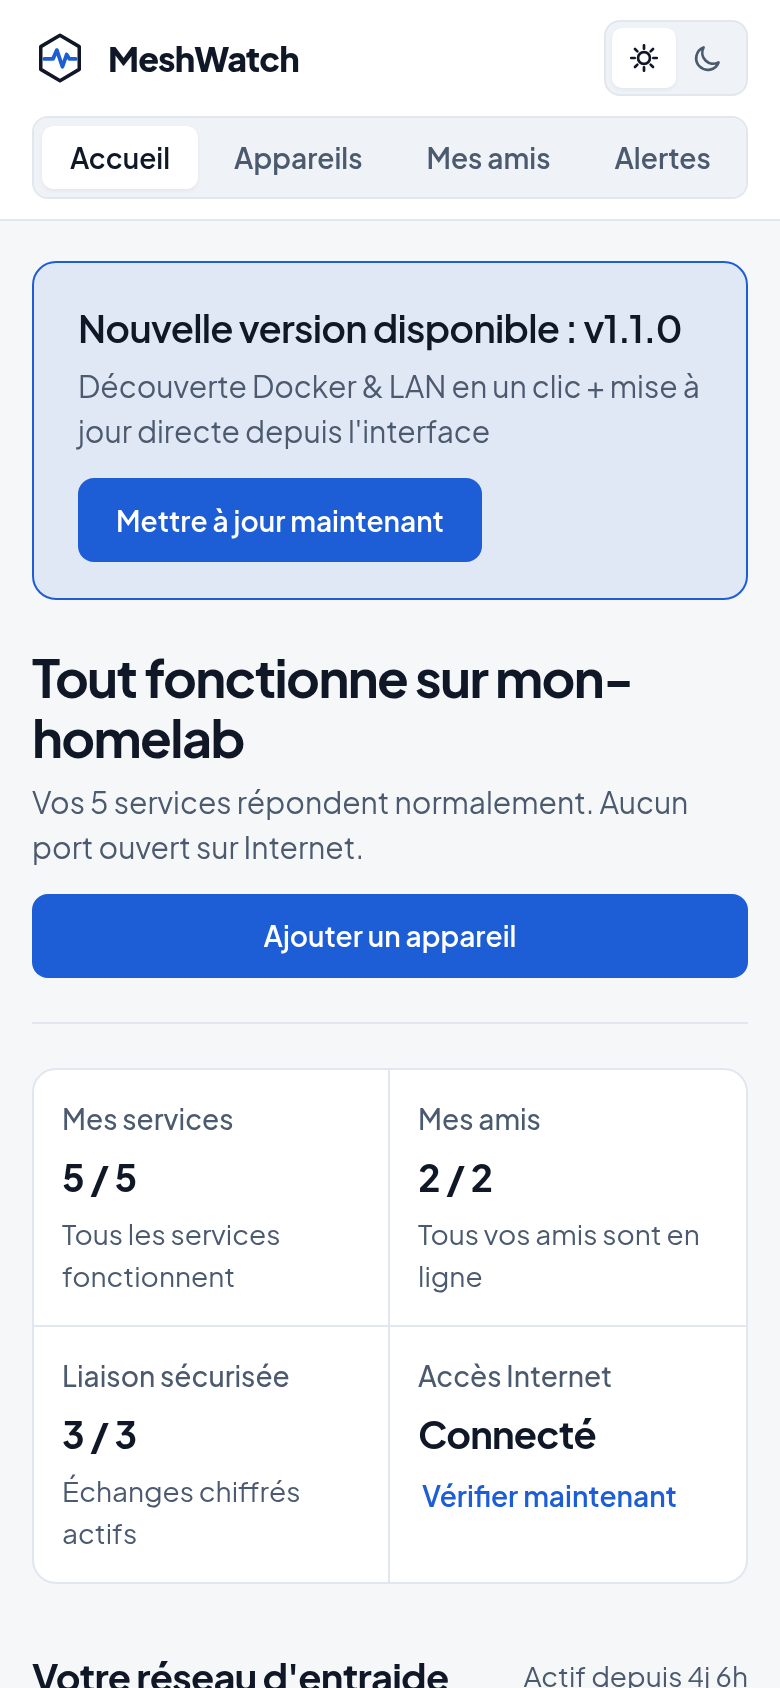 MeshWatch
Accueil Appareils Mes amis Alertes
Nouvelle version disponible : v1.1.0
Découverte Docker & LAN en un clic + mise à
jour directe depuis l'interface
Mettre à jour maintenant
Tout fonctionne sur mon-
homelab
Vos 5 services répondent normalement. Aucun
port ouvert sur Internet.
Ajouter un appareil
Mes services
5 / 5
Tous les services
fonctionnent
Mes amis
2 / 2
Tous vos amis sont en
ligne
Liaison sécurisée
3 / 3
Échanges chiffrés
actifs
Accès Internet
Connecté
Vérifier maintenant
Votre réseau d'entraide
Actif depuis 4j 6h